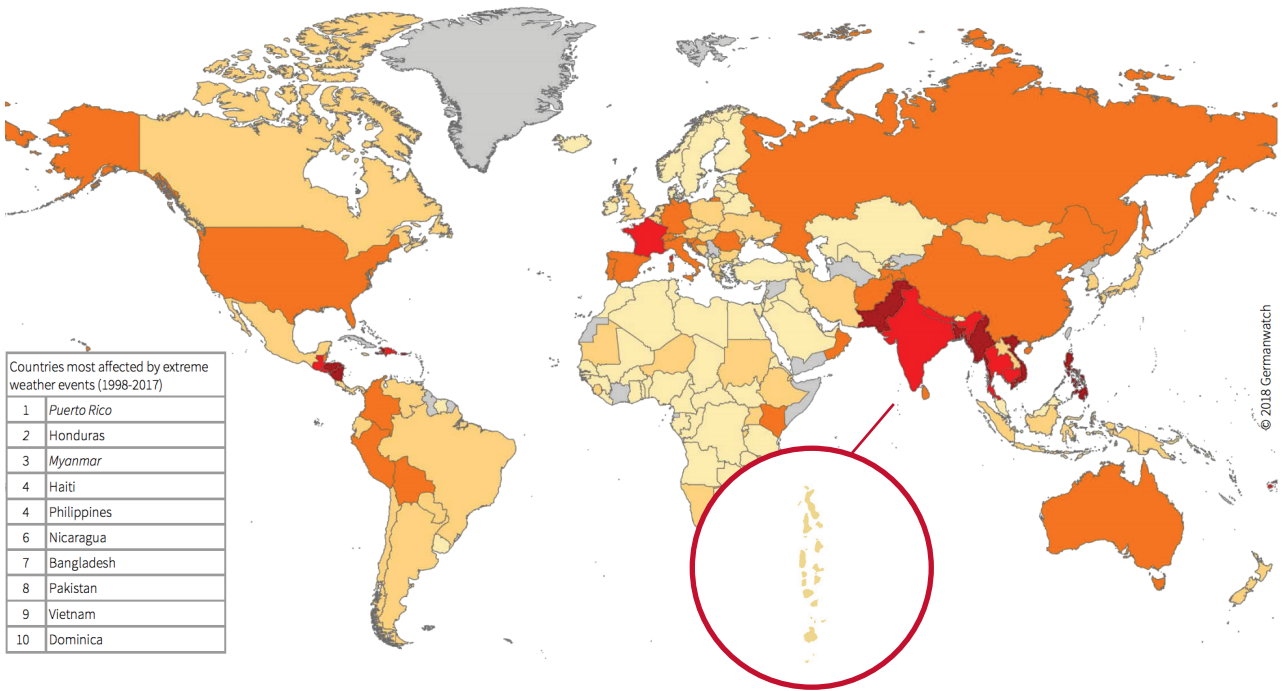 Countries most affected by extreme
weather events (1998-2017)
1 Puerto Rico
2 Honduras
3 Myanmar
4 Haiti
4 Philippines
6 Nicaragua
7 Bangladesh
8 Pakistan
9 Vietnam
10 Dominica
© 2018 Germanwatch